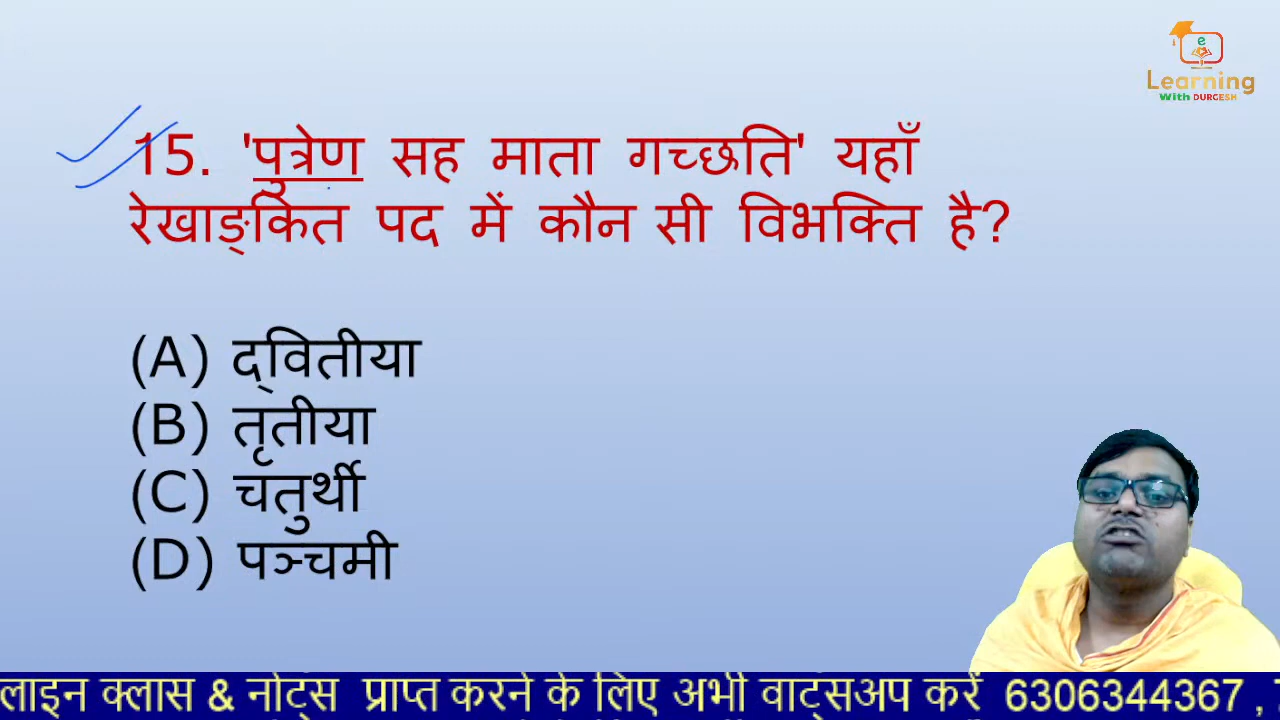 e
Learning
With DURGESH
15. 'पुत्रेण सह माता गच्छति' यहाँ
रेखाङ्कित पद में कौन सी विभक्ति है?
(A) द्वितीया
(B) तृतीया
(C) चतुर्थी
(D) पञ्चमी
लाइन क्लास & नोट्स प्राप्त करने के लिए अभी वाट्सअप करें 6306344367 ,